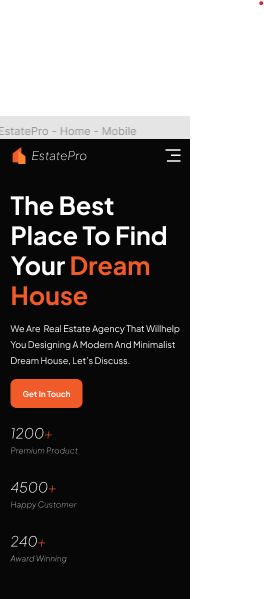 EstatePro - Home - Mobile
EstatePro
The Best
Place To Find
Your Dream
House
We Are Real Estate Agency That Willhelp
You Designing A Modern And Minimalist
Dream House, Let's Discuss.
Get In Touch
1200+
Premium Product
4500+
Happy Customer
240+
Award Winning